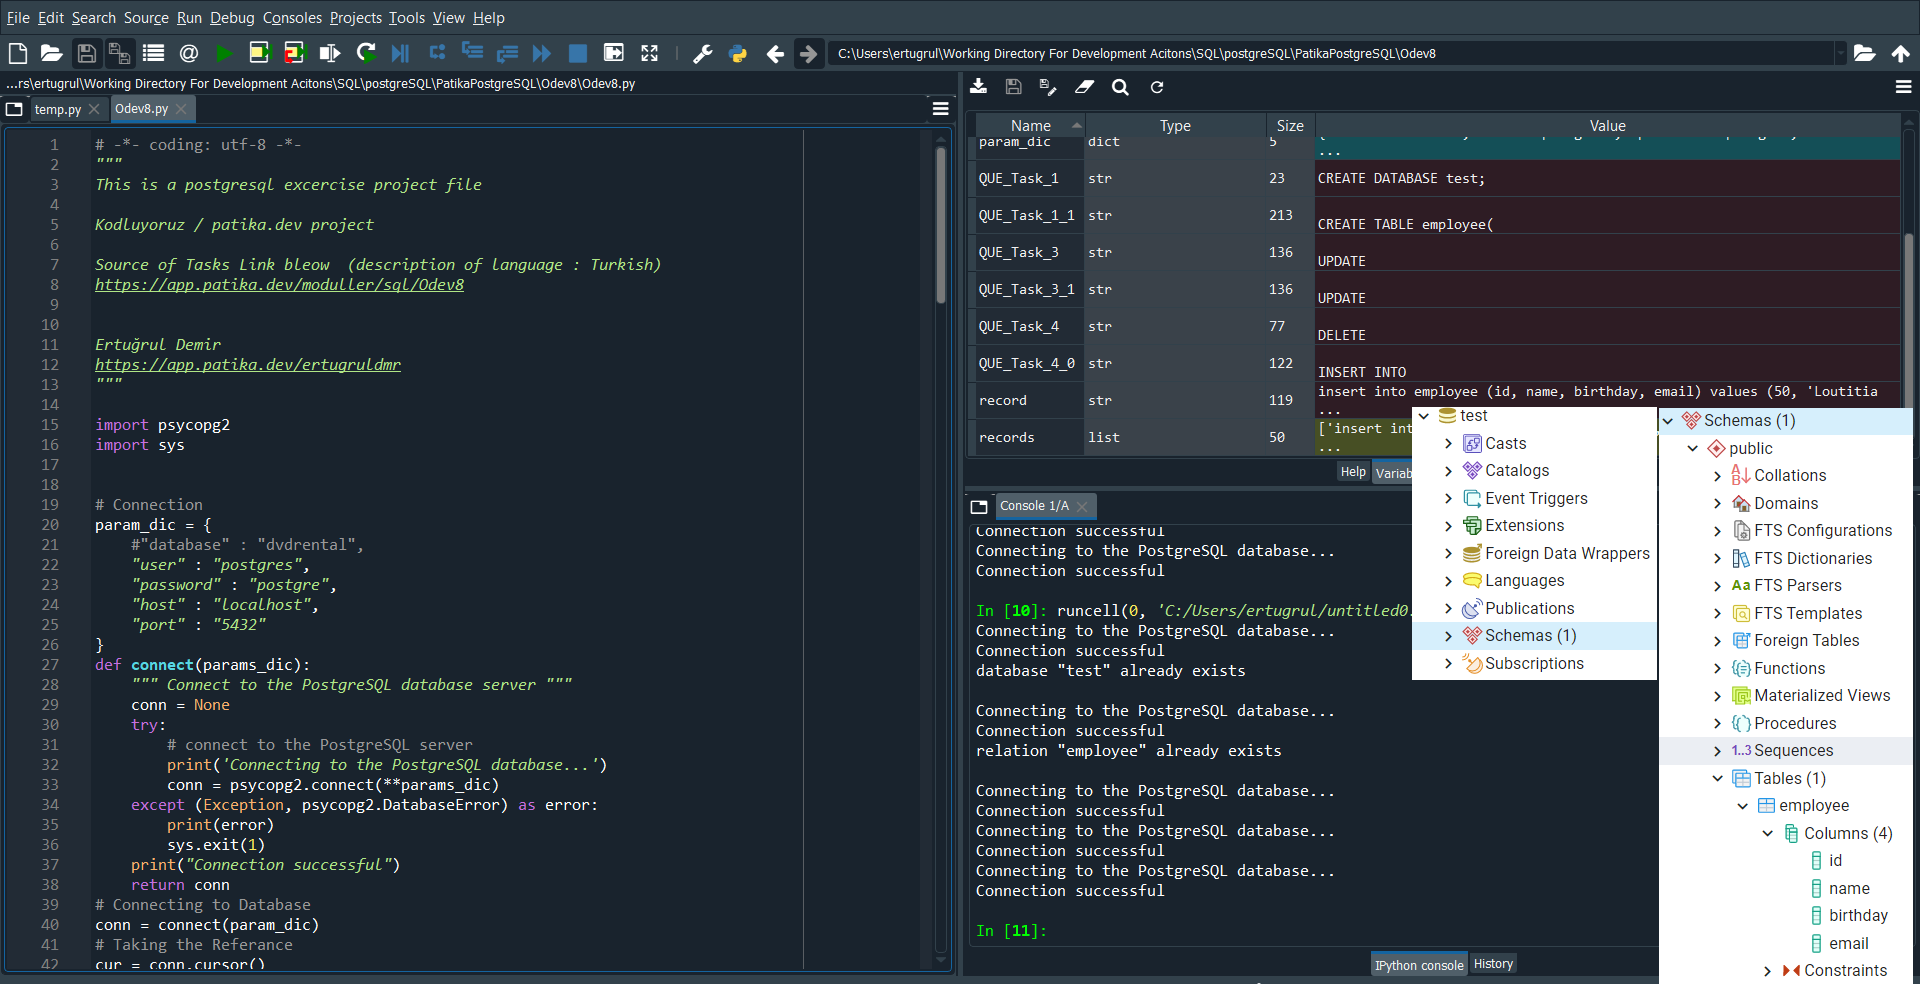 File Edit Search Source Run Debug Consoles Projects Tools View Help
C:\Users\ertugrul\Working Directory For Development Acitons\SQL\postgreSQL\PatikaPostgreSQL\Odev8
...rs\ertugrul\Working Directory For Development Acitons\SQL\postgreSQL\PatikaPostgreSQL\Odev8\Odev8.py
temp.py
Odev8.py
1 # -*- coding: utf-8 -*-
2 """
3 This is a postgresql excercise project file
4
5 Kodluyoruz / patika.dev project
6
7 Source of Tasks Link bleow  (description of language : Turkish)
8 https://app.patika.dev/moduller/sql/Odev8
9
10
11 Ertuğrul Demir
12 https://app.patika.dev/ertugruldmr
13 """
14
15 import psycopg2
16 import sys
17
18
19 # Connection
20 param_dic = {
21     #"database" : "dvdrental",
22     "user" : "postgres",
23     "password" : "postgre",
24     "host" : "localhost",
25     "port" : "5432"
26 }
27 def connect(params_dic):
28     """ Connect to the PostgreSQL database server """
29     conn = None
30     try:
31         # connect to the PostgreSQL server
32         print('Connecting to the PostgreSQL database...')
33         conn = psycopg2.connect(**params_dic)
34     except (Exception, psycopg2.DatabaseError) as error:
35         print(error)
36         sys.exit(1)
37     print("Connection successful")
38     return conn
39 # Connecting to Database
40 conn = connect(param_dic)
41 # Taking the Referance
42 cur = conn.cursor()
Name Type Size Value
param_dic dict 5 ...
QUE_Task_1 str 23 CREATE DATABASE test;
QUE_Task_1_1 str 213 CREATE TABLE employee(
QUE_Task_3 str 136 UPDATE
QUE_Task_3_1 str 136 UPDATE
QUE_Task_4 str 77 DELETE
QUE_Task_4_0 str 122 INSERT INTO
record str 119 insert into employee (id, name, birthday, email) values (50, 'Loutitia
...
records list 50 ['insert int
...
Help
Variab
Console 1/A
Connection successful
Connecting to the PostgreSQL database...
Connection successful
In [10]: runcell(0, 'C:/Users/ertugrul/untitled0.
Connecting to the PostgreSQL database...
Connection successful
database "test" already exists
Connecting to the PostgreSQL database...
Connection successful
relation "employee" already exists
Connecting to the PostgreSQL database...
Connection successful
Connecting to the PostgreSQL database...
Connection successful
Connecting to the PostgreSQL database...
Connection successful
In [11]:
IPython console
History
test
Casts
Catalogs
Event Triggers
Extensions
Foreign Data Wrappers
Languages
Publications
Schemas (1)
Subscriptions
Schemas (1)
public
Collations
Domains
FTS Configurations
FTS Dictionaries
Aa FTS Parsers
FTS Templates
Foreign Tables
Functions
Materialized Views
Procedures
1..3 Sequences
Tables (1)
employee
Columns (4)
id
name
birthday
email
Constraints